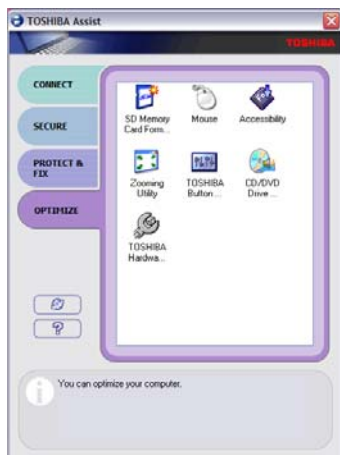 TOSHIBA Assist
TOSHIBA
CONNECT
SECURE
PROTECT &
FIX
OPTIMIZE
SD Memory
Card Form...
Mouse
Accessibility
Zooming
Utility
TOSHIBA
Button ...
CD/DVD
Drive ...
TOSHIBA
Hardwa...
?
i
You can optimize your computer.